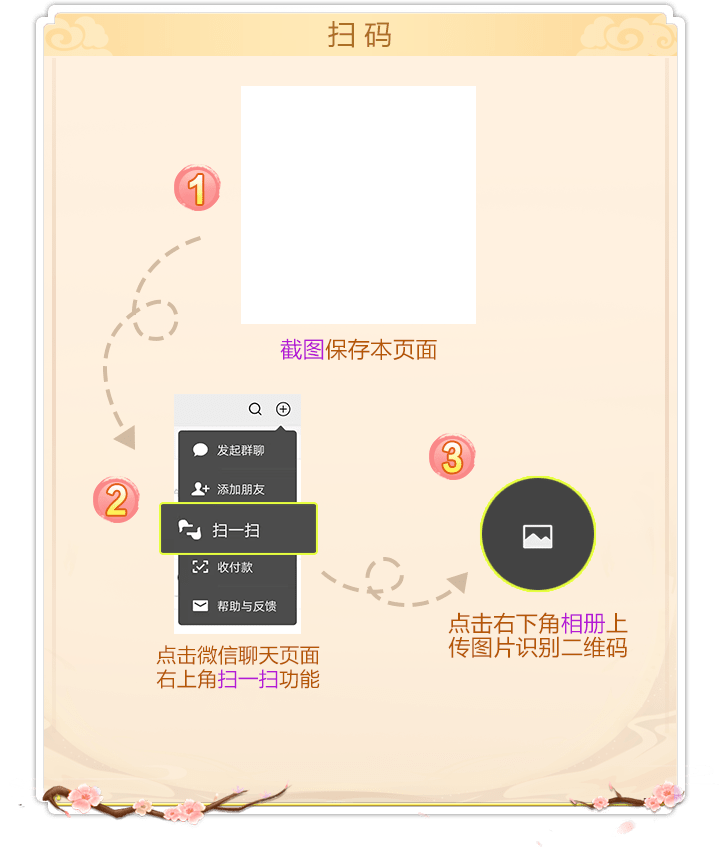 扫码
1
截图保存本页面
2
发起群聊
添加朋友
扫一扫
收付款
帮助与反馈
点击微信聊天页面
右上角扫一扫功能
3
点击右下角相册上
传图片识别二维码